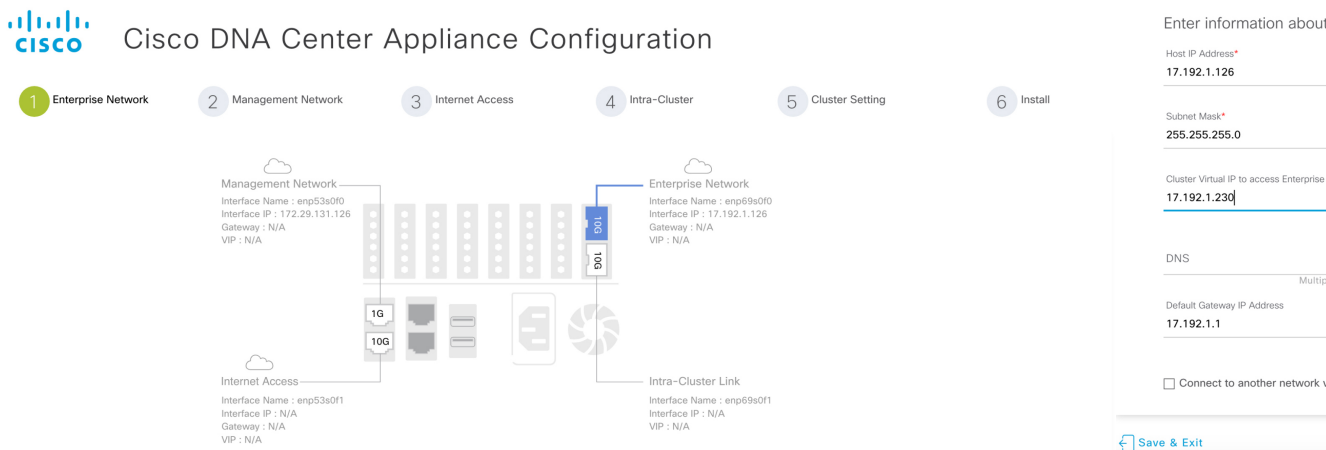 CISCO
Cisco DNA Center Appliance Configuration
1 Enterprise Network
2 Management Network
3 Internet Access
4 Intra-Cluster
5 Cluster Setting
6 Install
Management Network
Interface Name : enp53s0f0
Interface IP : 172.29.131.126
Gateway : N/A
VIP : N/A
Enterprise Network
Interface Name : enp69s0f0
Interface IP : 17.192.1.126
Gateway : N/A
VIP : N/A
10G
10G
1G
10G
Internet Access
Interface Name : enp53s0f1
Interface IP : N/A
Gateway : N/A
VIP : N/A
Intra-Cluster Link
Interface Name : enp69s0f1
Interface IP : N/A
VIP : N/A
Enter information about
Host IP Address*
17.192.1.126
Subnet Mask*
255.255.255.0
Cluster Virtual IP to access Enterprise
17.192.1.230
DNS
Multip
Default Gateway IP Address
17.192.1.1
Connect to another network v
Save & Exit